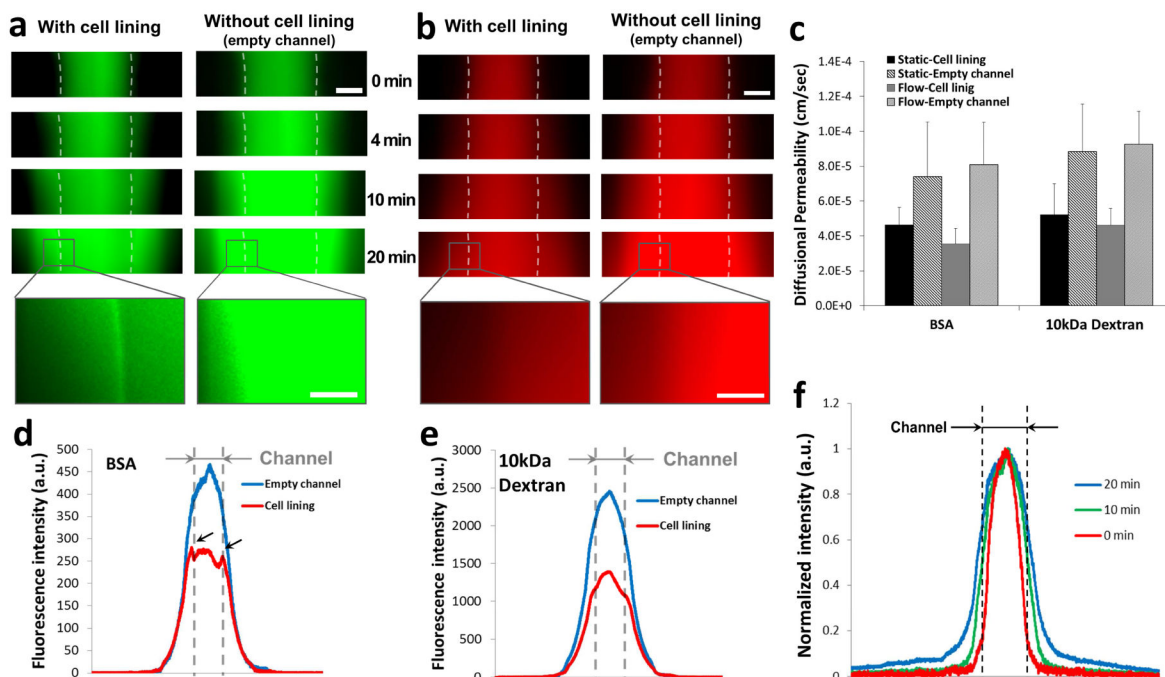 a
With cell lining
Without cell lining
(empty channel)
0 min
4 min
10 min
20 min
b
With cell lining
Without cell lining
(empty channel)
c
Diffusional Permeability (cm/sec)
1.4E-4
1.2E-4
1.0E-4
8.0E-5
6.0E-5
4.0E-5
2.0E-5
0.0E+0
Static-Cell lining
Static-Empty channel
Flow-Cell linig
Flow-Empty channel
BSA
10kDa Dextran
d
Fluorescence intensity (a.u.)
500
450
400
350
300
250
200
150
100
50
0
BSA
Channel
Empty channel
Cell lining
e
Fluorescence intensity (a.u.)
2500
2000
1500
1000
500
0
10kDa
Dextran
Channel
Empty channel
Cell lining
f
Normalized intensity (a.u.)
1.2
1
0.8
0.6
0.4
0.2
0
Channel
20 min
10 min
0 min